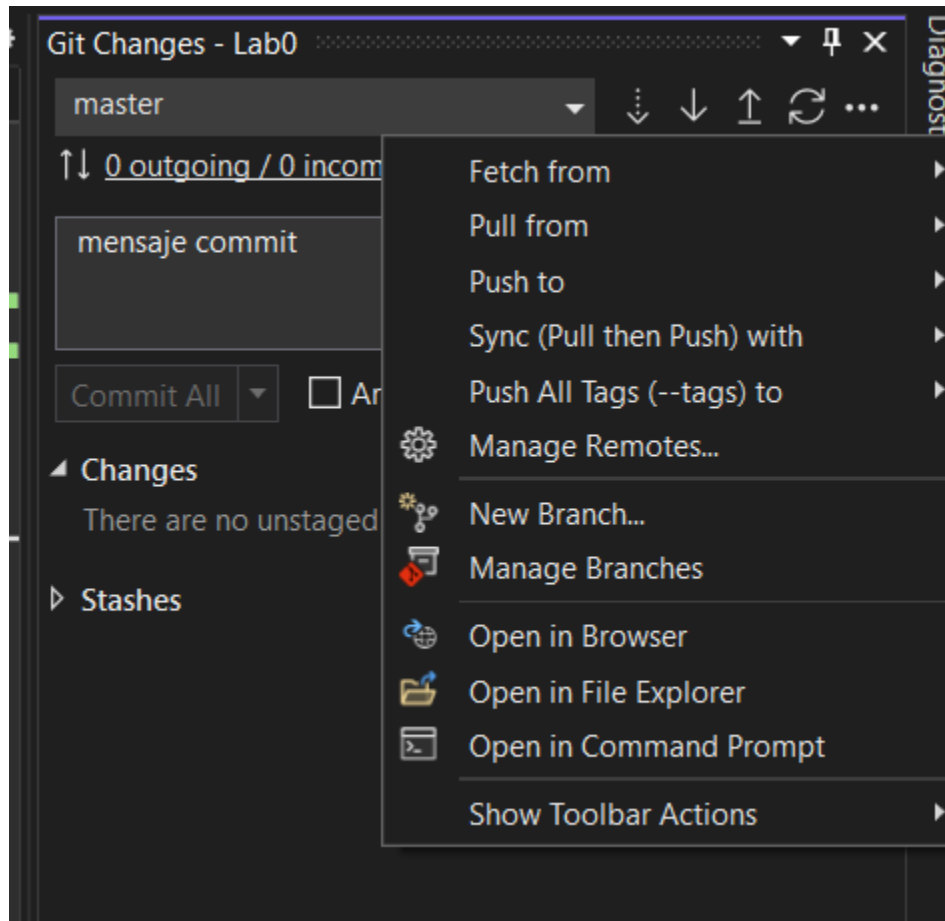 Git Changes - Lab0
master
0 outgoing / 0 incom
mensaje commit
Commit All
Changes
There are no unstaged
Stashes
Fetch from
Pull from
Push to
Sync (Pull then Push) with
Push All Tags (--tags) to
Manage Remotes...
New Branch...
Manage Branches
Open in Browser
Open in File Explorer
Open in Command Prompt
Show Toolbar Actions
Diagnost